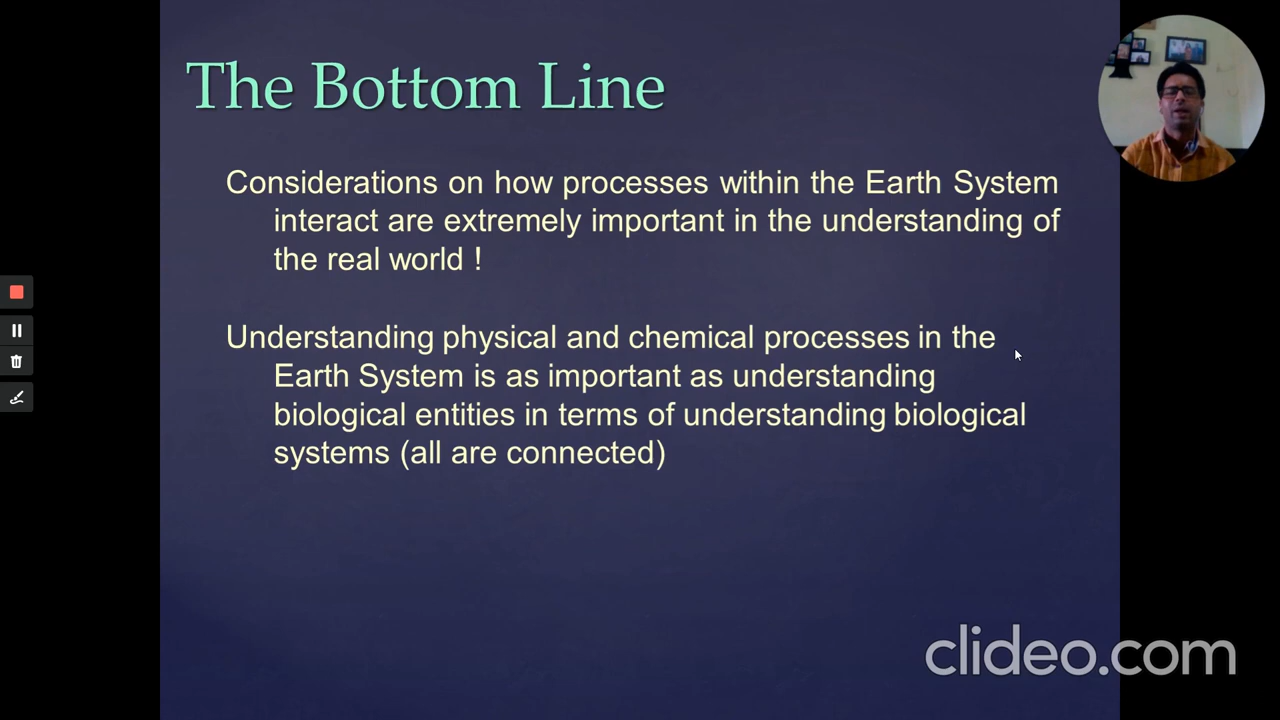 The Bottom Line
Considerations on how processes within the Earth System
interact are extremely important in the understanding of
the real world !
Understanding physical and chemical processes in the
Earth System is as important as understanding
biological entities in terms of understanding biological
systems (all are connected)
clideo.com